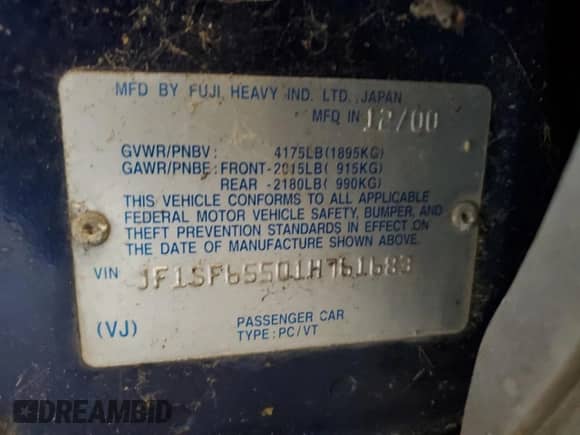 MFD BY FUJI HEAVY IND. LTD., JAPAN
MFD IN 12/00
GVWR/PNBV: 4175LB(1895KG)
GAWR/PNBE: FRONT-2015LB( 915KG)
REAR -2180LB( 990KG)
THIS VEHICLE CONFORMS TO ALL APPLICABLE
FEDERAL MOTOR VEHICLE SAFETY, BUMPER, AND
THEFT PREVENTION STANDARDS IN EFFECT ON
THE DATE OF MANUFACTURE SHOWN ABOVE.
VIN JF1SF65501H761683
(VJ) PASSENGER CAR
TYPE: PC/VT
DREAMBID